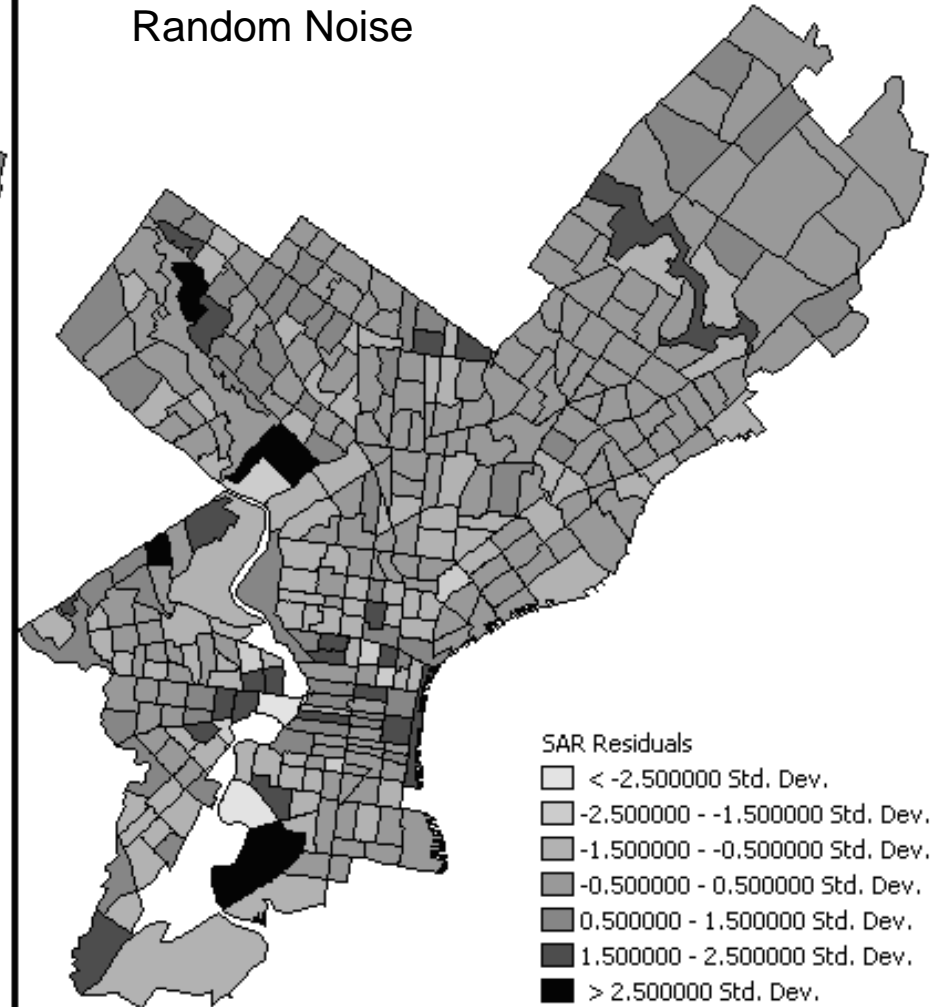 Random Noise
SAR Residuals
< -2.500000 Std. Dev.
-2.500000 - -1.500000 Std. Dev.
-1.500000 - -0.500000 Std. Dev.
-0.500000 - 0.500000 Std. Dev.
0.500000 - 1.500000 Std. Dev.
1.500000 - 2.500000 Std. Dev.
> 2.500000 Std. Dev.